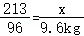 213/96 = x/9.6kg